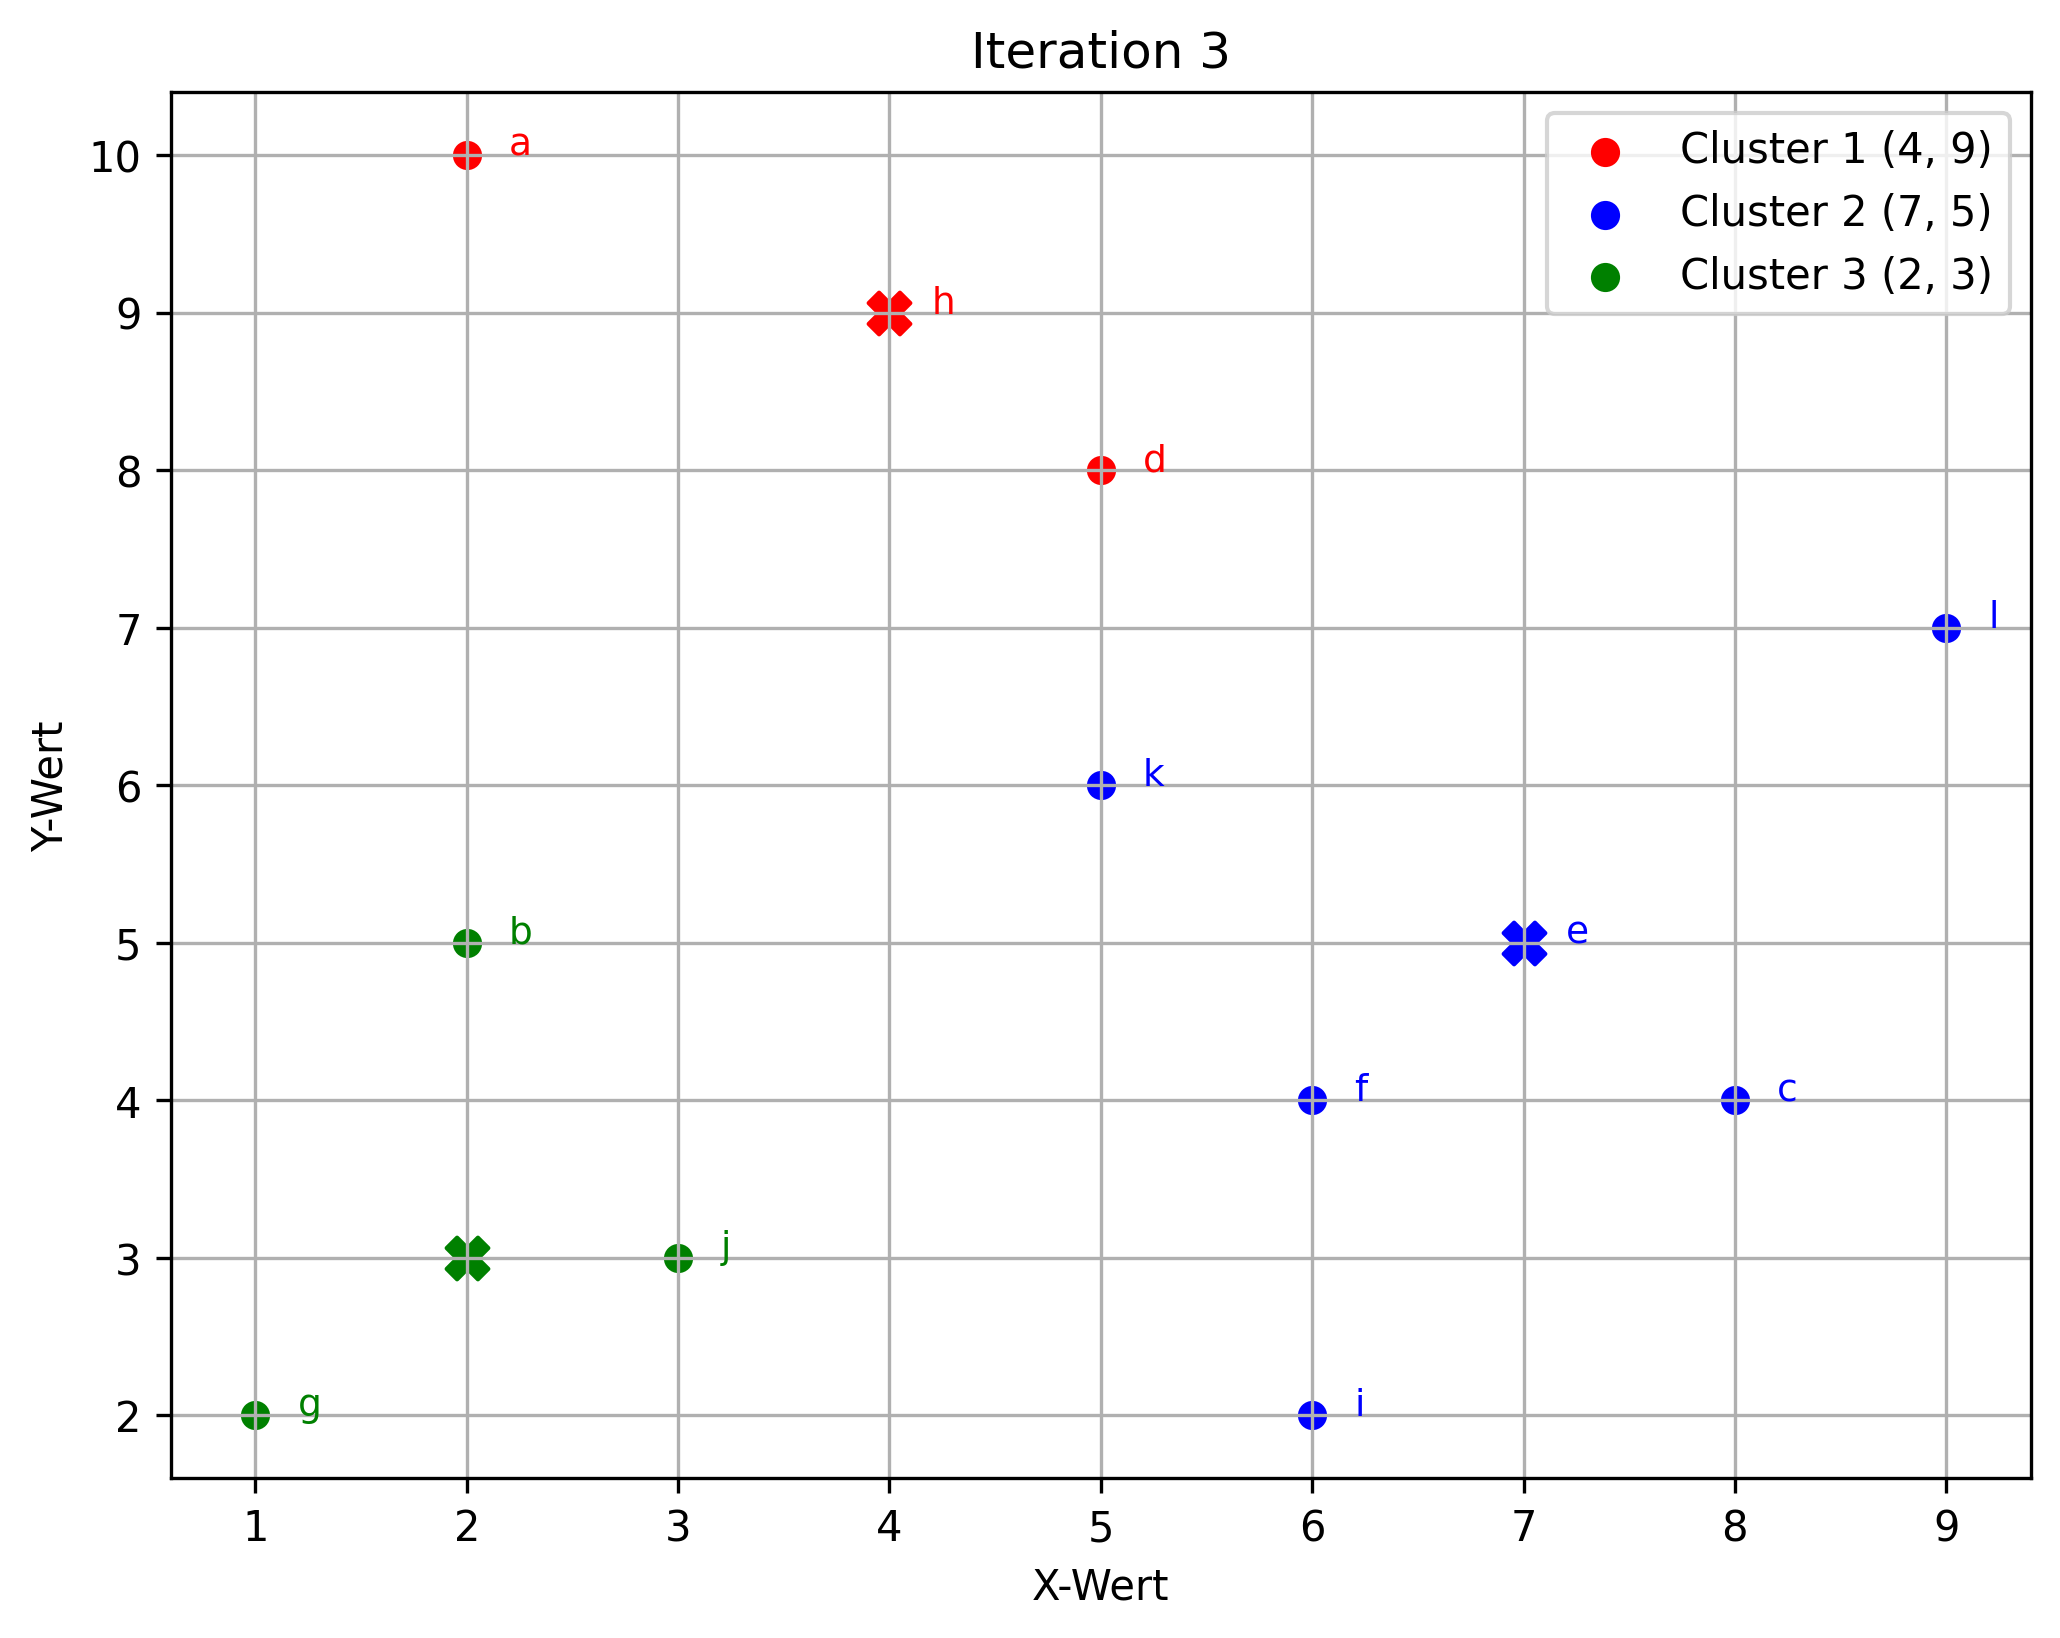 Iteration 3
Cluster 1 (4, 9)
Cluster 2 (7, 5)
Cluster 3 (2, 3)
a
h
d
l
k
b
e
f
c
j
g
i
10
9
8
7
6
5
4
3
2
Y-Wert
1 2 3 4 5 6 7 8 9
X-Wert